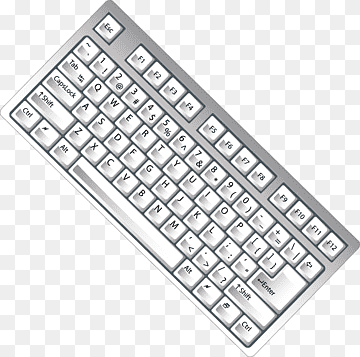 Esc F1 F2 F3 F4 F5 F6 F7 F8 F9 F10 F11 F12
~ 1 ! 2 @ 3 # 4 $ 5 % 6 ^ 7 & 8 * 9 ( 0 ) - = +
Tab Q W E R T Y U I O P { [ } ]
CapsLock A S D F G H J K L : ; Enter
Shift Z X C V B N M < , > . ? / Shift
Ctrl Alt Alt Ctrl